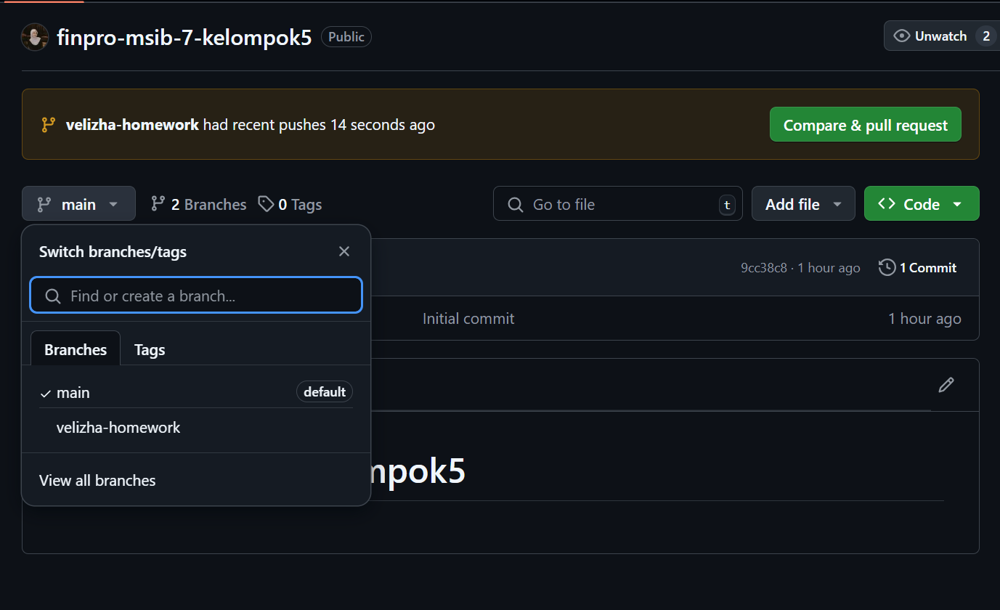 finpro-msib-7-kelompok5 Public
Unwatch 2
velizha-homework had recent pushes 14 seconds ago
Compare & pull request
main
2 Branches
0 Tags
Go to file
t
Add file
Code
Switch branches/tags
Find or create a branch...
Branches
Tags
main
default
velizha-homework
View all branches
9cc38c8 · 1 hour ago
1 Commit
Initial commit
1 hour ago
mpok5